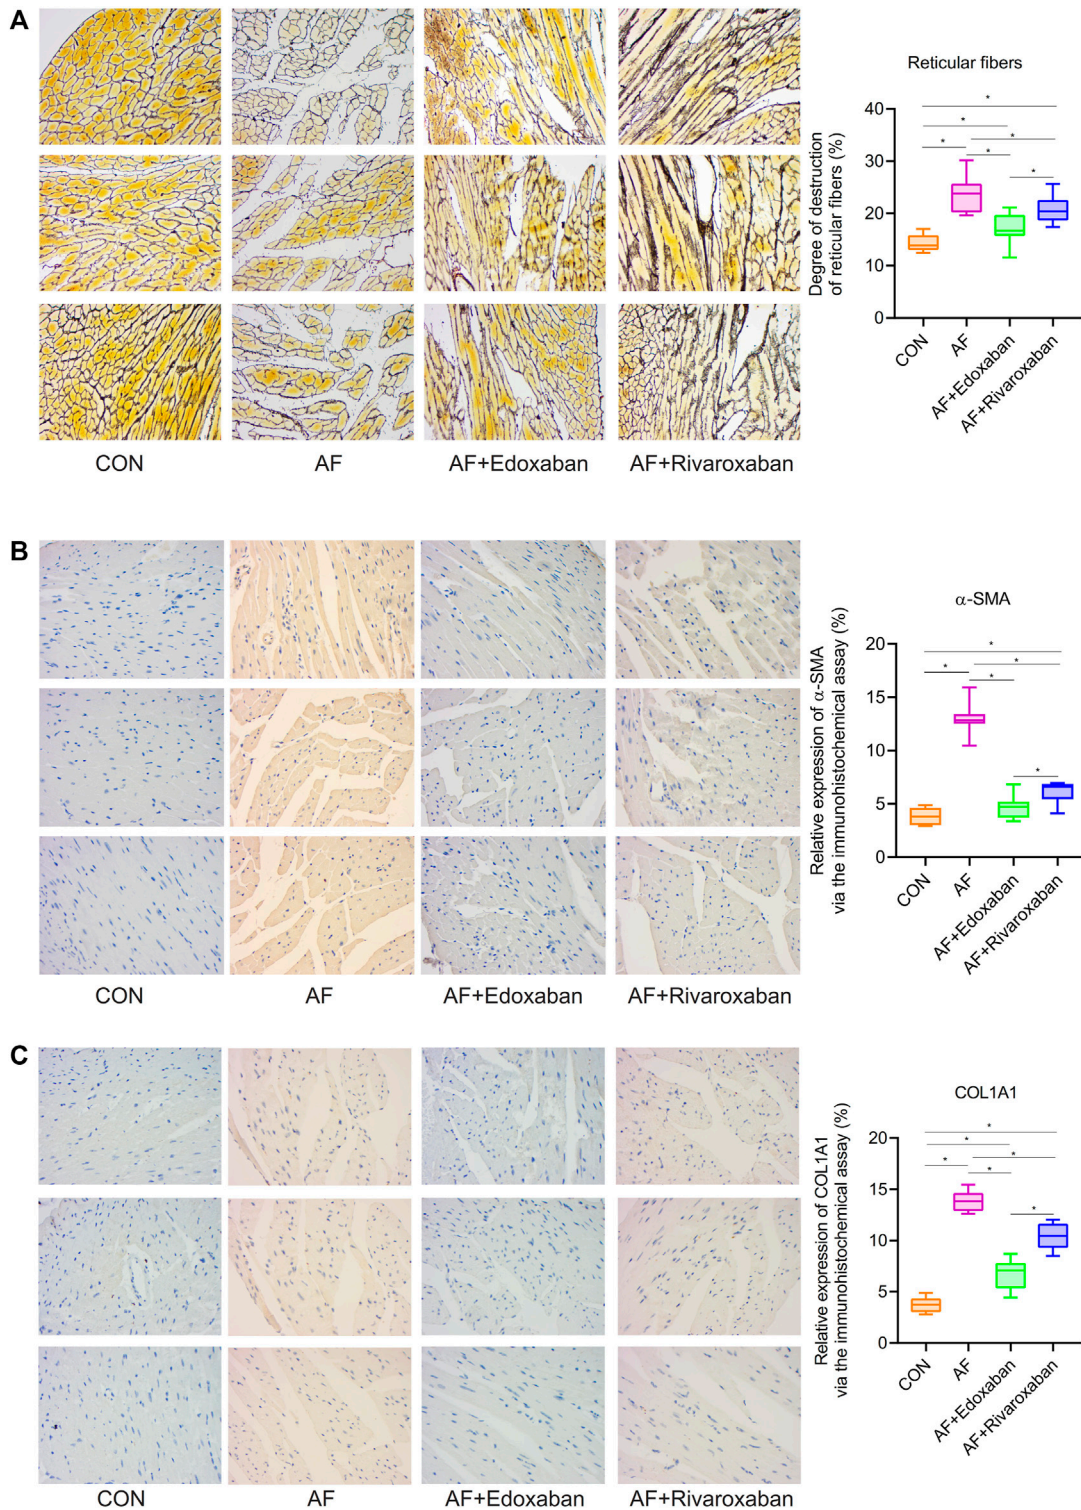 A
Reticular fibers
Degree of destruction
of reticular fibers (%)
40
30
20
10
0
* * * * * *
CON
AF
AF+Edoxaban
AF+Rivaroxaban
CON AF AF+Edoxaban AF+Rivaroxaban
B
α-SMA
Relative expression of α-SMA
via the immunohistochemical assay (%)
20
15
10
5
0
* * * * *
CON
AF
AF+Edoxaban
AF+Rivaroxaban
CON AF AF+Edoxaban AF+Rivaroxaban
C
COL1A1
Relative expression of COL1A1
via the immunohistochemical assay (%)
20
15
10
5
0
* * * * * *
CON
AF
AF+Edoxaban
AF+Rivaroxaban
CON AF AF+Edoxaban AF+Rivaroxaban